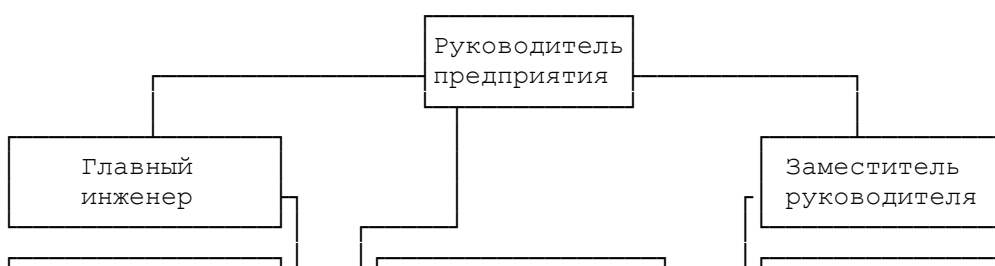 Руководитель
предприятия
Главный
инженер
Заместитель
руководителя